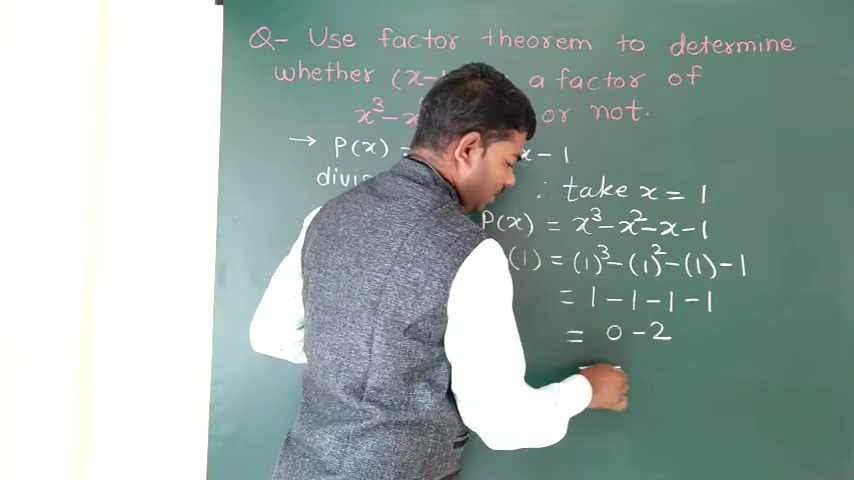 Q- Use factor theorem to determine
whether (x- a factor of
x³-x or not.
→ P(x) = x-1
∴ take x = 1
P(x) = x³-x²-x-1
(1) = (1)³-(1)²-(1)-1
= 1-1-1-1
= 0-2